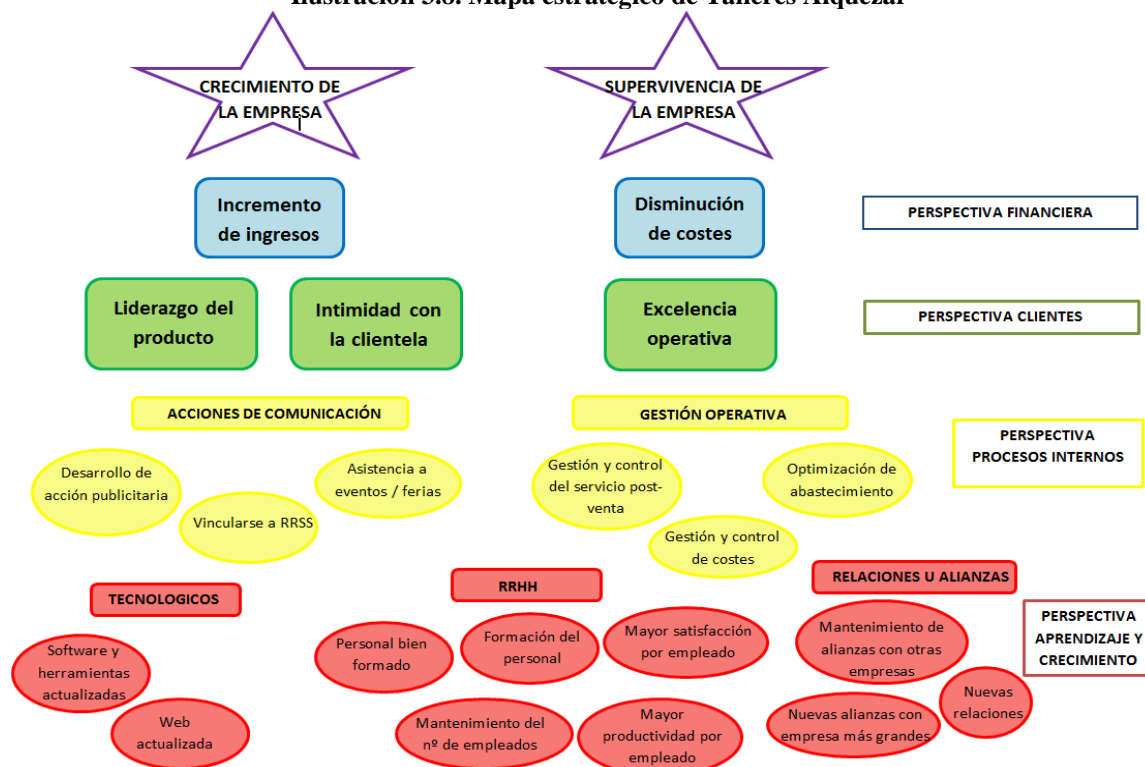 Ilustración 5.8. Mapa estratégico de Talleres Alquézar
CRECIMIENTO DE
LA EMPRESA
SUPERVIVENCIA DE
LA EMPRESA
Incremento
de ingresos
Disminución
de costes
PERSPECTIVA FINANCIERA
Liderazgo del
producto
Intimidad con
la clientela
Excelencia
operativa
PERSPECTIVA CLIENTES
ACCIONES DE COMUNICACIÓN
GESTIÓN OPERATIVA
PERSPECTIVA
PROCESOS INTERNOS
Desarrollo de
acción publicitaria
Vincularse a RRSS
Asistencia a
eventos / ferias
Gestión y control
del servicio post-
venta
Gestión y control
de costes
Optimización de
abastecimiento
TECNOLOGICOS
RRHH
RELACIONES U ALIANZAS
PERSPECTIVA
APRENDIZAJE Y
CRECIMIENTO
Software y
herramientas
actualizadas
Web
actualizada
Personal bien
formado
Formación del
personal
Mayor satisfacción
por empleado
Mantenimiento del
nº de empleados
Mayor
productividad por
empleado
Mantenimiento de
alianzas con otras
empresas
Nuevas alianzas con
empresa más grandes
Nuevas
relaciones